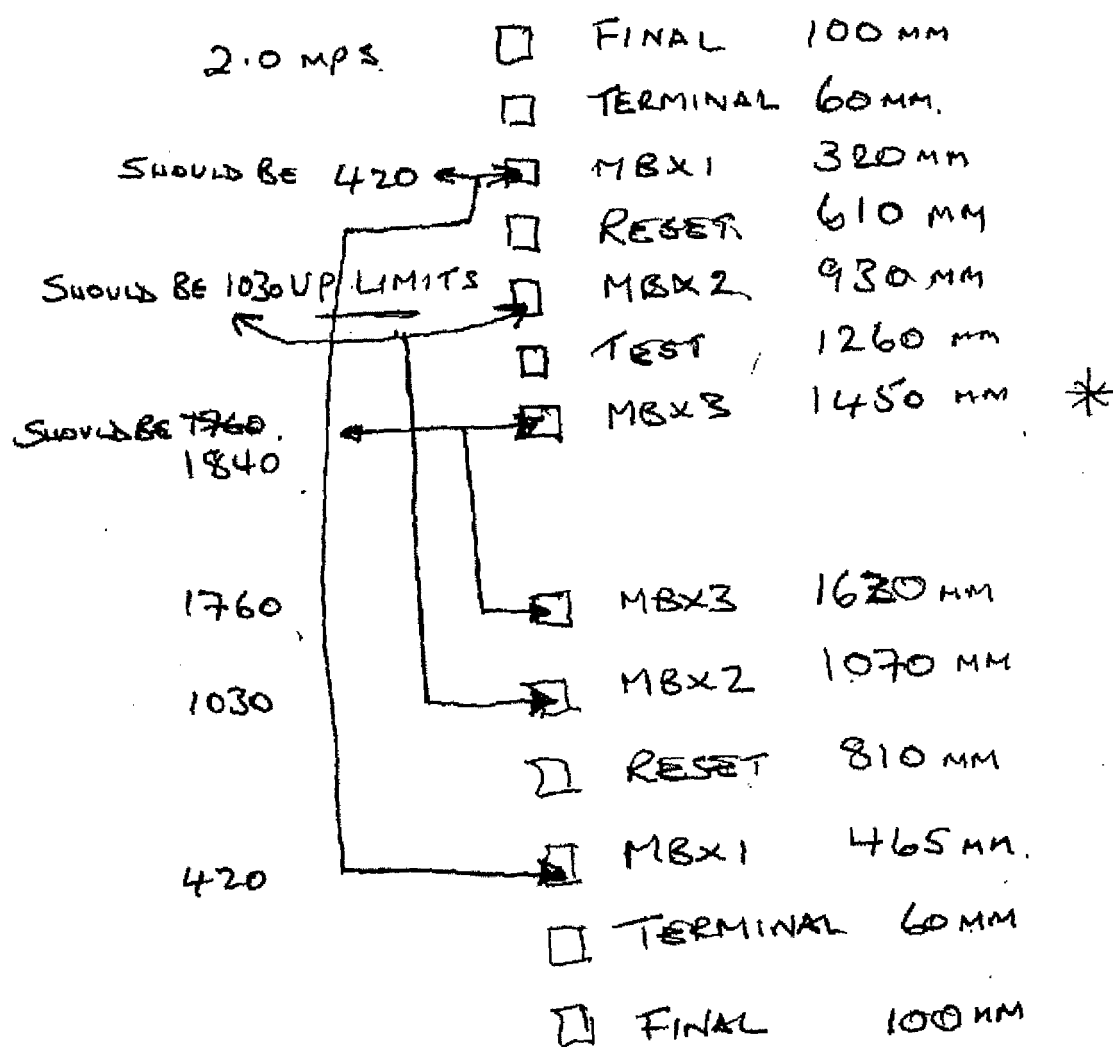 2.0 MPS.
FINAL 100 MM
TERMINAL 60 MM.
SHOULD BE 420 MBX1 320 MM
RESET 610 MM
SHOULD BE 1030 UP LIMITS MBX2 930 MM
TEST 1260 MM
SHOULD BE 1760. MBX3 1450 MM *
1840
1760 MBX3 1630 MM
1030 MBX2 1070 MM
RESET 810 MM
420 MBX1 465 MM.
TERMINAL 60 MM
FINAL 100 MM